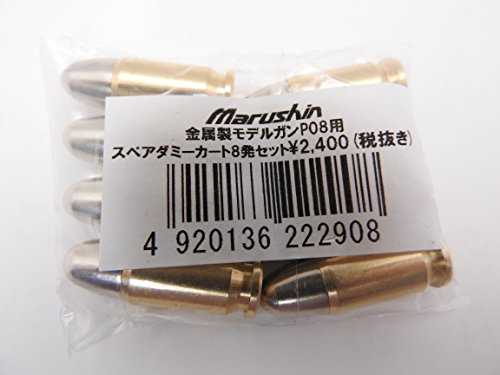 Marushin
金属製モデルガンP08用
スペアダミーカート8発セット¥2,400(税抜き)
4 920136 222908